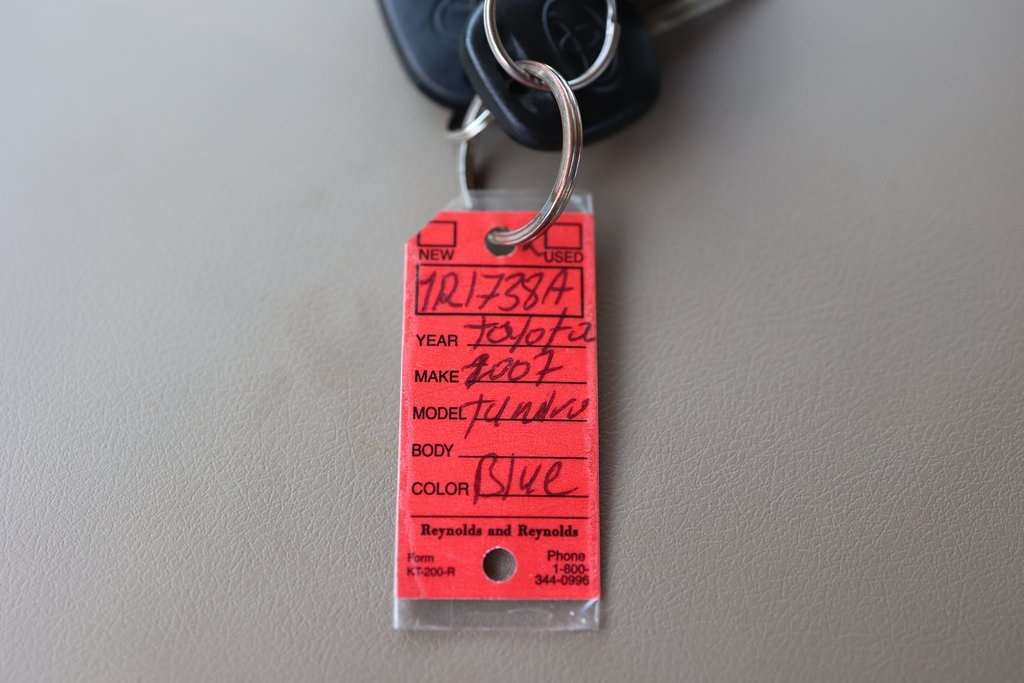 NEW USED
1R1738A
YEAR toyota
MAKE 2007
MODEL Tundra
BODY
COLOR Blue
Reynolds and Reynolds
Form Phone
KT-200-R 1-800-
344-0996